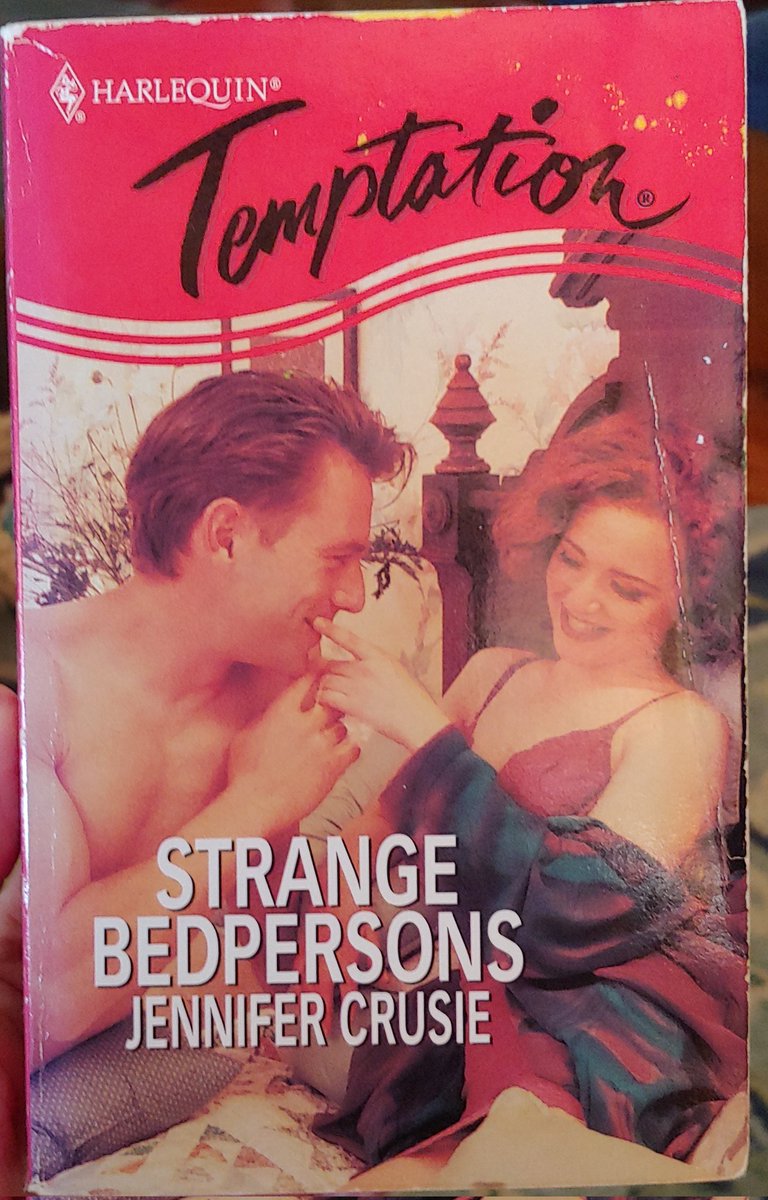 HARLEQUIN®
Temptation®
STRANGE
BEDPERSONS
JENNIFER CRUSIE